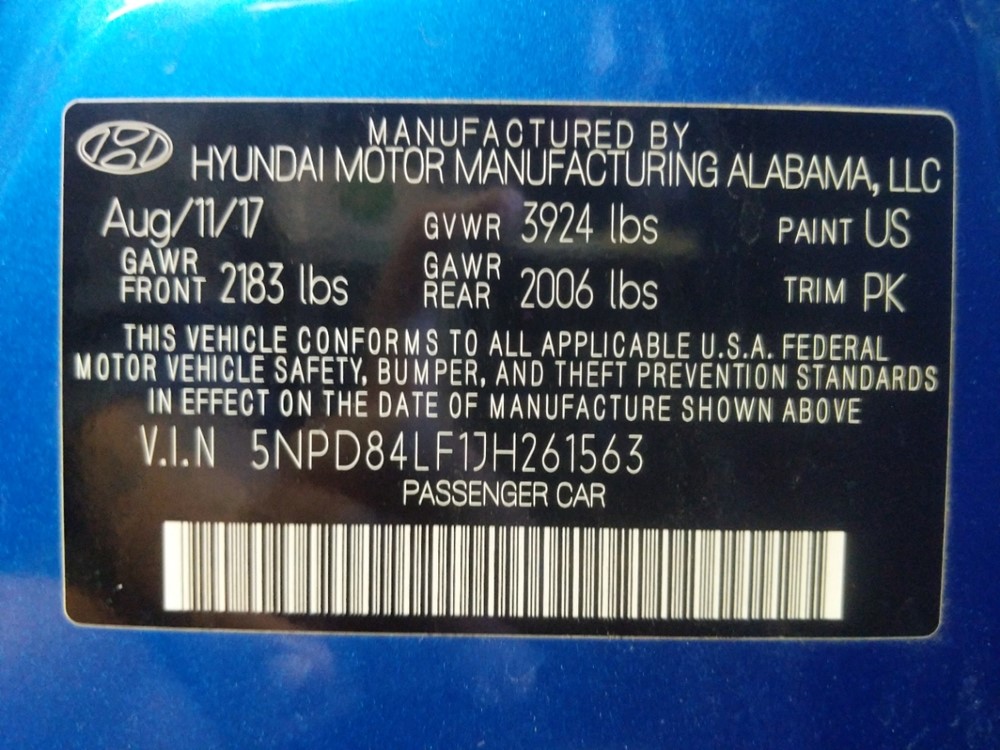 MANUFACTURED BY
HYUNDAI MOTOR MANUFACTURING ALABAMA, LLC
Aug/11/17 GVWR 3924 lbs PAINT US
GAWR FRONT 2183 lbs GAWR REAR 2006 lbs TRIM PK
THIS VEHICLE CONFORMS TO ALL APPLICABLE U.S.A. FEDERAL
MOTOR VEHICLE SAFETY, BUMPER, AND THEFT PREVENTION STANDARDS
IN EFFECT ON THE DATE OF MANUFACTURE SHOWN ABOVE
V.I.N 5NPD84LF1JH261563
PASSENGER CAR